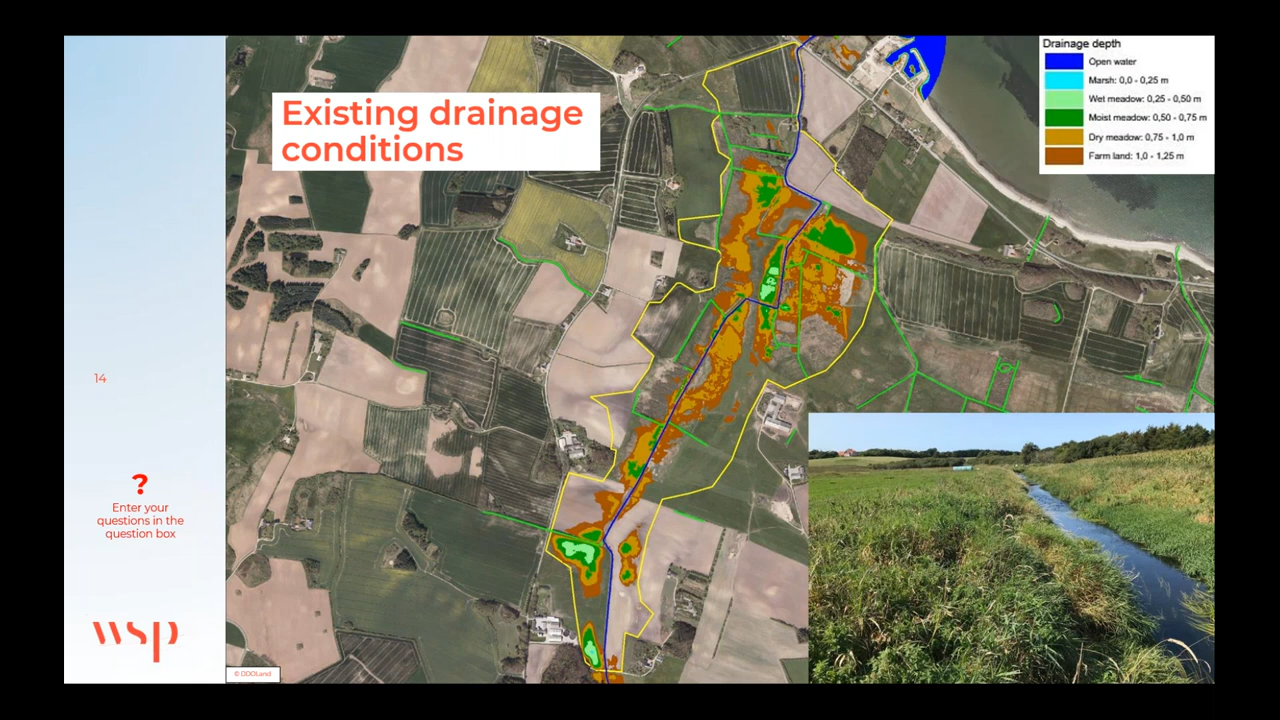 Existing drainage
conditions
Drainage depth
Open water
Marsh: 0,0 - 0,25 m
Wet meadow: 0,25 - 0,50 m
Moist meadow: 0,50 - 0,75 m
Dry meadow: 0,75 - 1,0 m
Farm land: 1,0 - 1,25 m
14
?
Enter your
questions in the
question box
wsp
© DDOLand